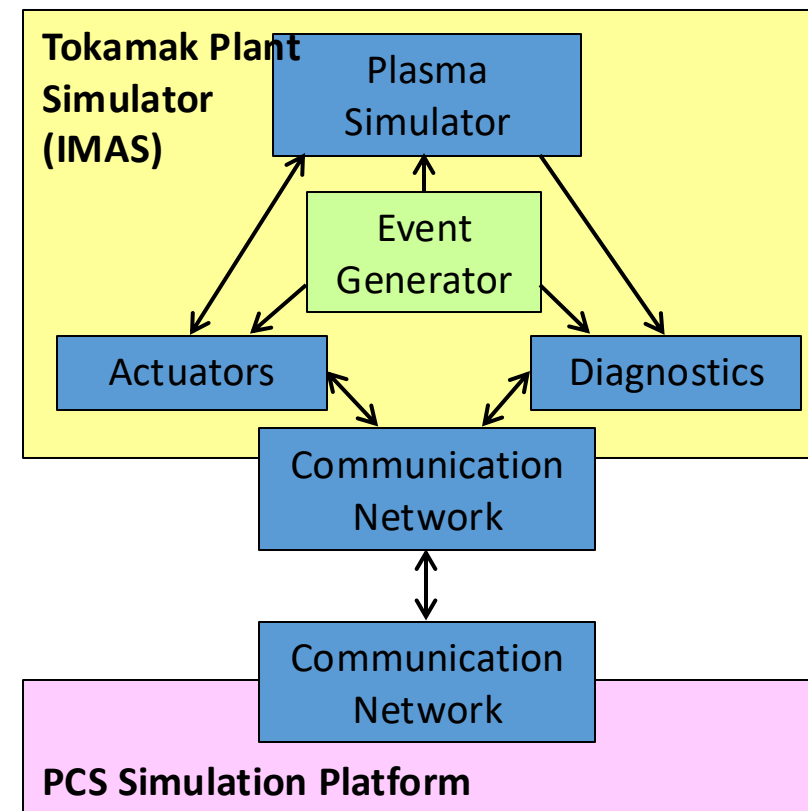 Tokamak Plant
Simulator
(IMAS)
Plasma
Simulator
Event
Generator
Actuators
Diagnostics
Communication
Network
Communication
Network
PCS Simulation Platform